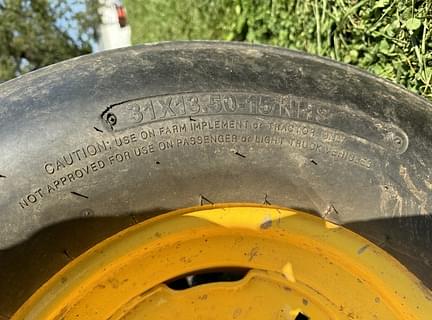 31X13.50-15 NHS
CAUTION: USE ON FARM IMPLEMENT OR TRACTOR ONLY
NOT APPROVED FOR USE ON PASSENGER OR LIGHT TRUCK VEHICLES